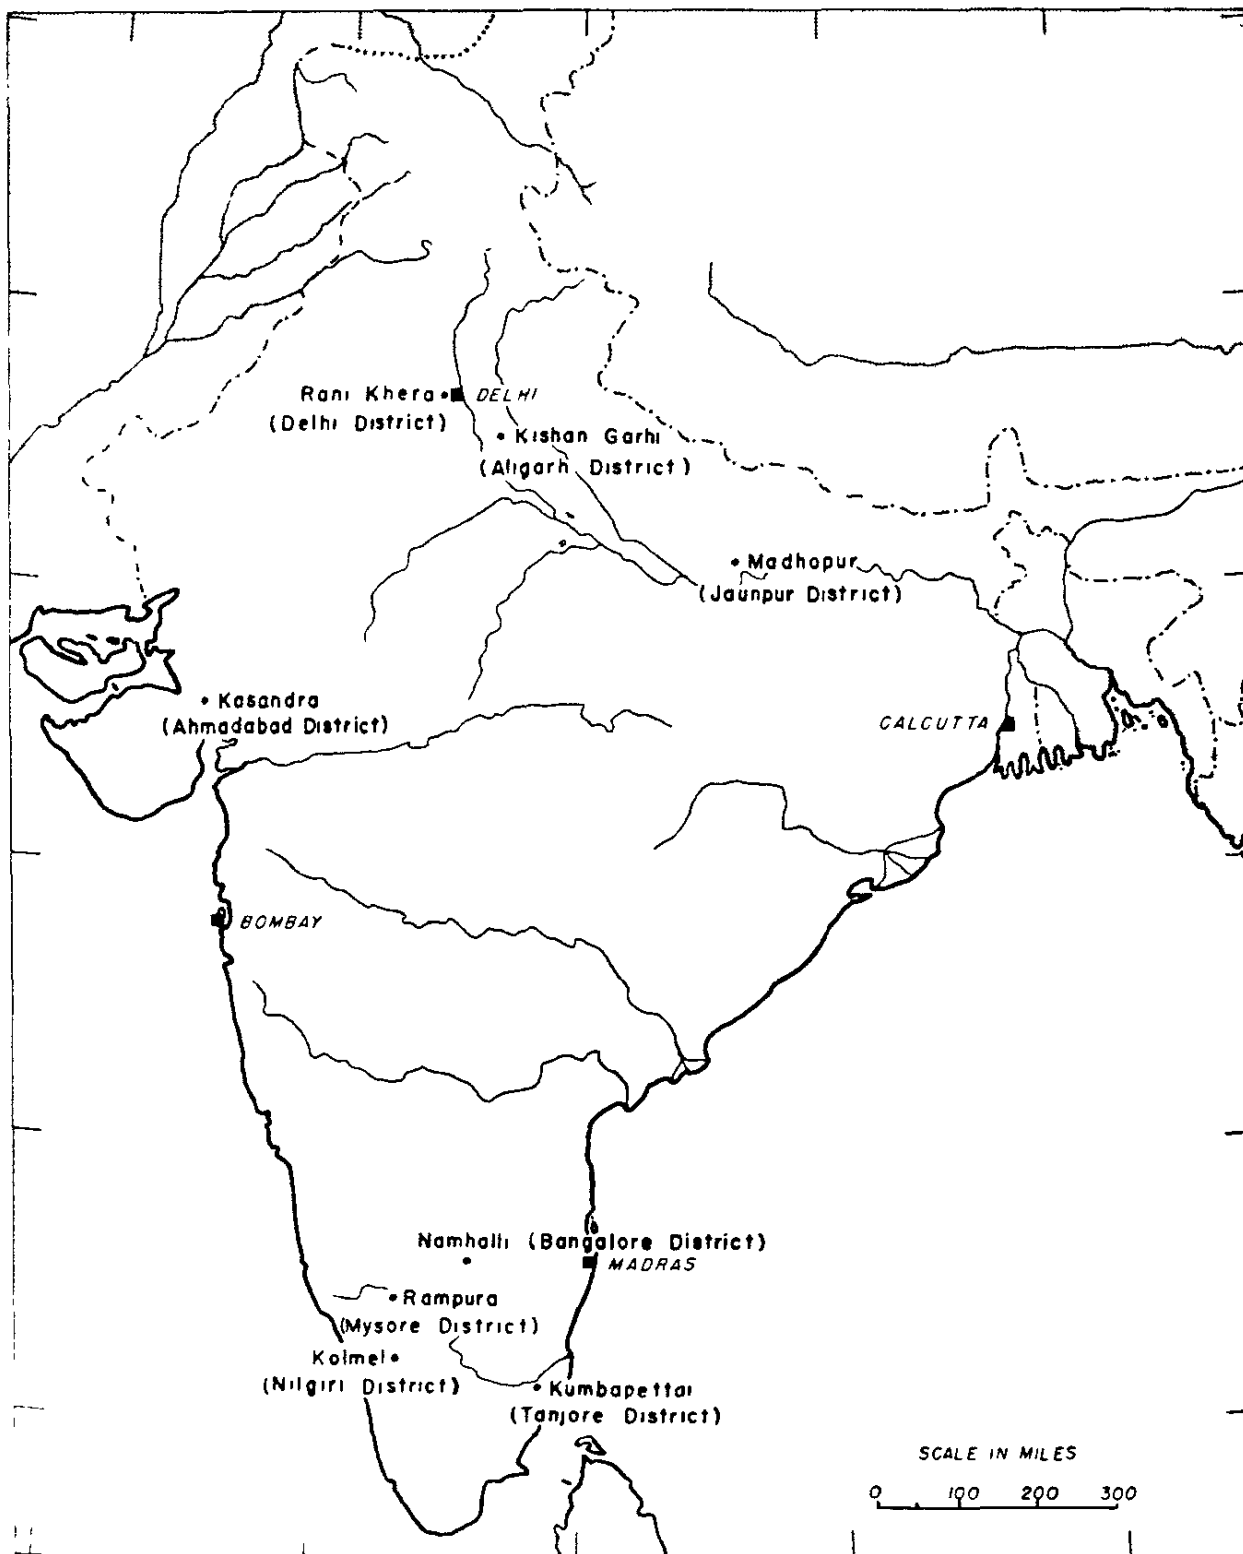 Rani Khera
DELHI
(Delhi District)
Kishan Garhi
(Aligarh District)
Madhopur
(Jaunpur District)
Kasandra
(Ahmadabad District)
CALCUTTA
BOMBAY
Namhalli (Bangalore District)
MADRAS
Rampura
(Mysore District)
Kolmel
(Nilgiri District)
Kumbapettai
(Tanjore District)
SCALE IN MILES
0 100 200 300